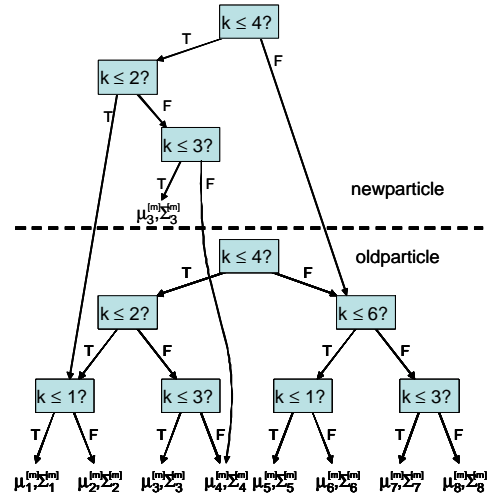 k ≤ 4?
T
F
k ≤ 2?
T
F
k ≤ 3?
T
F
newparticle
μ₃^[m],Σ₃^[m]
k ≤ 4?
oldparticle
T
F
k ≤ 2?
k ≤ 6?
T
F
T
F
k ≤ 1?
k ≤ 3?
k ≤ 1?
k ≤ 3?
T
F
T
F
T
F
T
F
μ₁^[m],Σ₁^[m] μ₂^[m],Σ₂^[m] μ₃^[m],Σ₃^[m] μ₄^[m],Σ₄^[m] μ₅^[m],Σ₅^[m] μ₆^[m],Σ₆^[m] μ₇^[m],Σ₇^[m] μ₈^[m],Σ₈^[m]